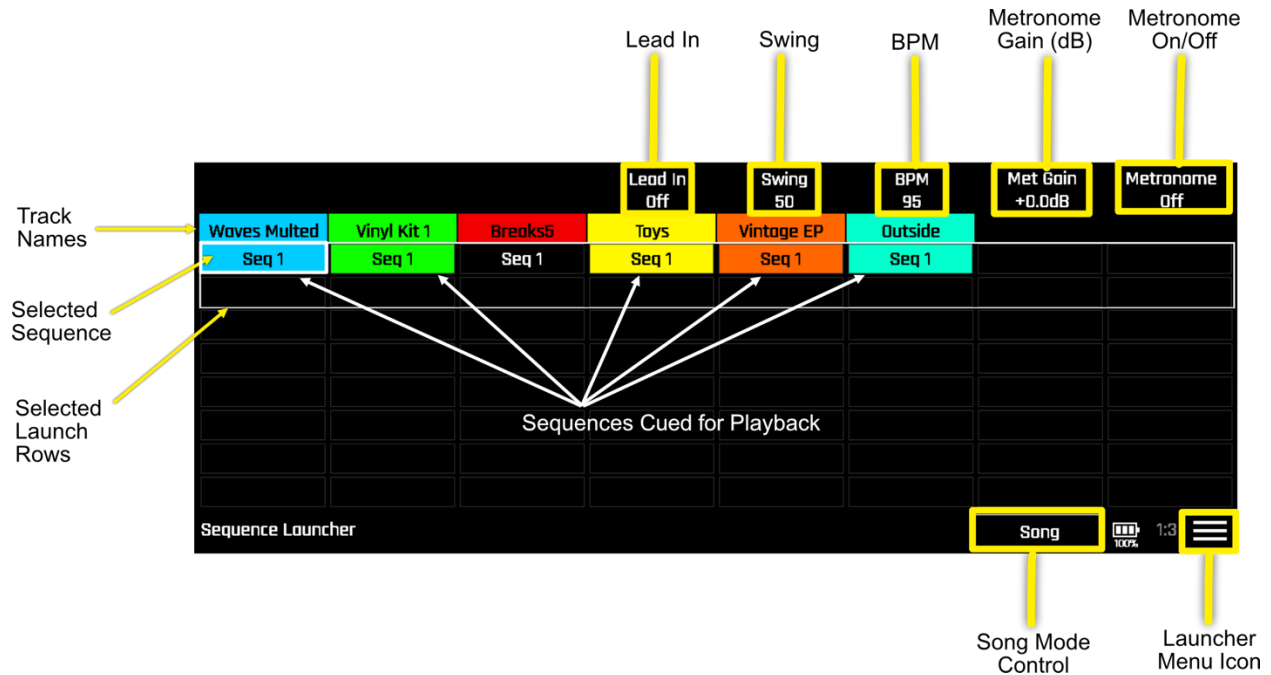 Metronome Metronome
Lead In Swing BPM Gain (dB) On/Off
Lead In Swing BPM Met Gain Metronome
Off 50 95 +0.0dB Off
Track
Names
Waves Multed Vinyl Kit 1 Breaks5 Toys Vintage EP Outside
Seq 1 Seq 1 Seq 1 Seq 1 Seq 1 Seq 1
Selected
Sequence
Selected
Launch
Rows
Sequences Cued for Playback
Sequence Launcher Song 100% 1:3
Song Mode
Control
Launcher
Menu Icon